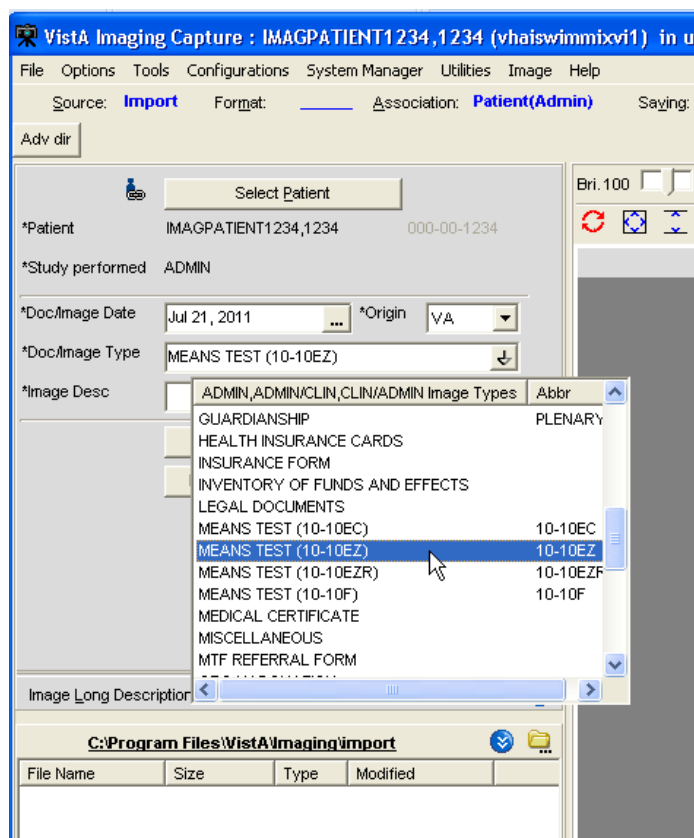 VistA Imaging Capture : IMAGPATIENT1234,1234 (vhaiswimmixvi1) in u
File Options Tools Configurations System Manager Utilities Image Help
Source: Import Format: ______ Association: Patient(Admin) Saving:
Adv dir
Select Patient
Bri. 100
*Patient IMAGPATIENT1234,1234 000-00-1234
*Study performed ADMIN
*Doc/Image Date Jul 21, 2011 ... *Origin VA
*Doc/Image Type MEANS TEST (10-10EZ)
*Image Desc
ADMIN,ADMIN/CLIN,CLIN/ADMIN Image Types Abbr
GUARDIANSHIP PLENARY
HEALTH INSURANCE CARDS
INSURANCE FORM
INVENTORY OF FUNDS AND EFFECTS
LEGAL DOCUMENTS
MEANS TEST (10-10EC) 10-10EC
MEANS TEST (10-10EZ) 10-10EZ
MEANS TEST (10-10EZR) 10-10EZR
MEANS TEST (10-10F) 10-10F
MEDICAL CERTIFICATE
MISCELLANEOUS
MTF REFERRAL FORM
Image Long Description
C:\Program Files\VistA\Imaging\import
File Name Size Type Modified